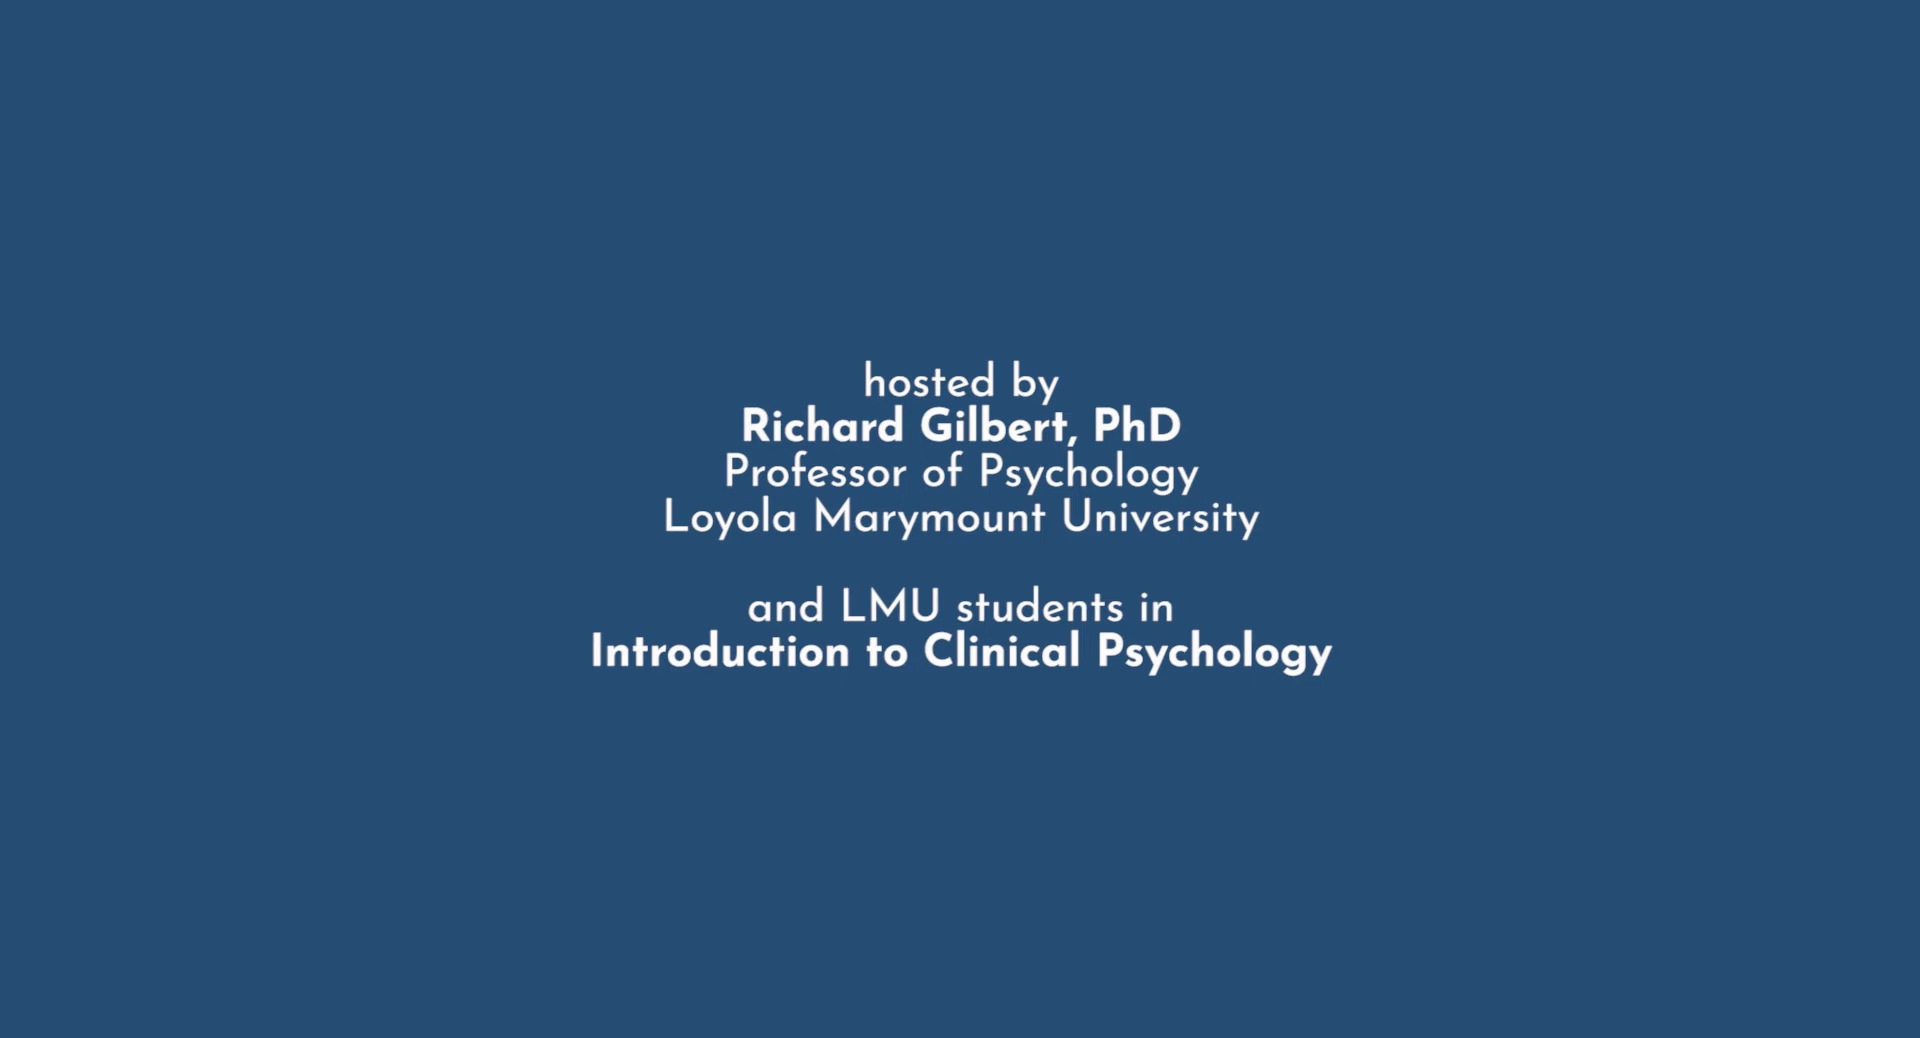 hosted by
Richard Gilbert, PhD
Professor of Psychology
Loyola Marymount University
and LMU students in
Introduction to Clinical Psychology